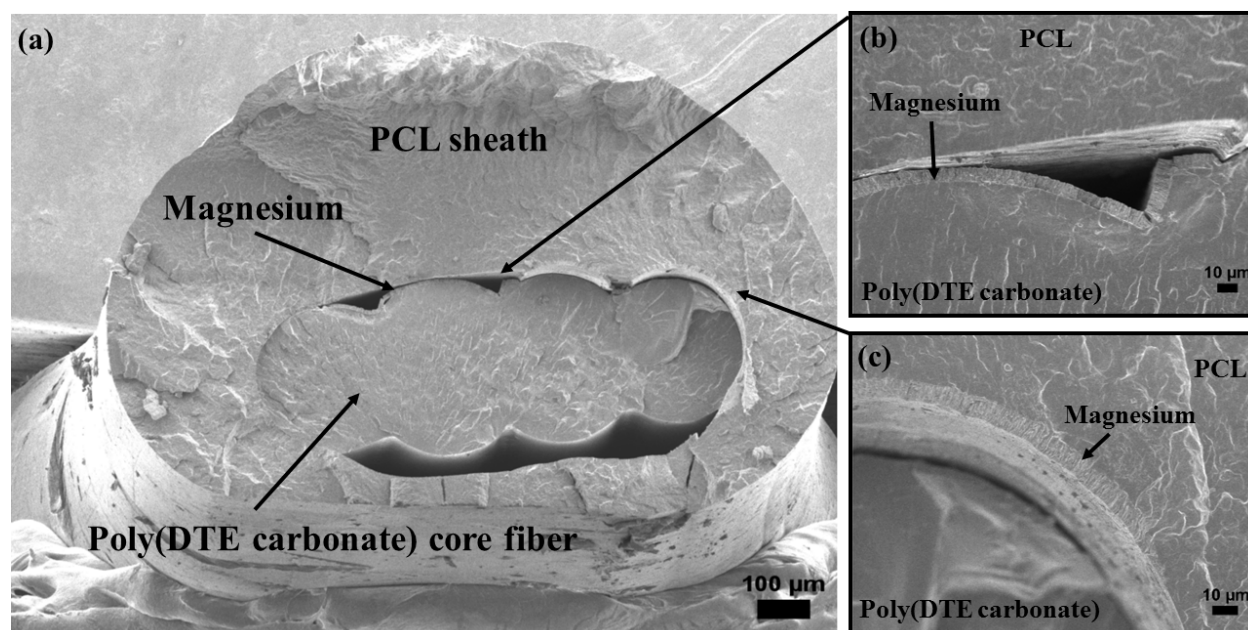 (a)
PCL sheath
Magnesium
Poly(DTE carbonate) core fiber
100 µm
(b)
PCL
Magnesium
Poly(DTE carbonate)
10 µm
(c)
PCL
Magnesium
Poly(DTE carbonate)
10 µm